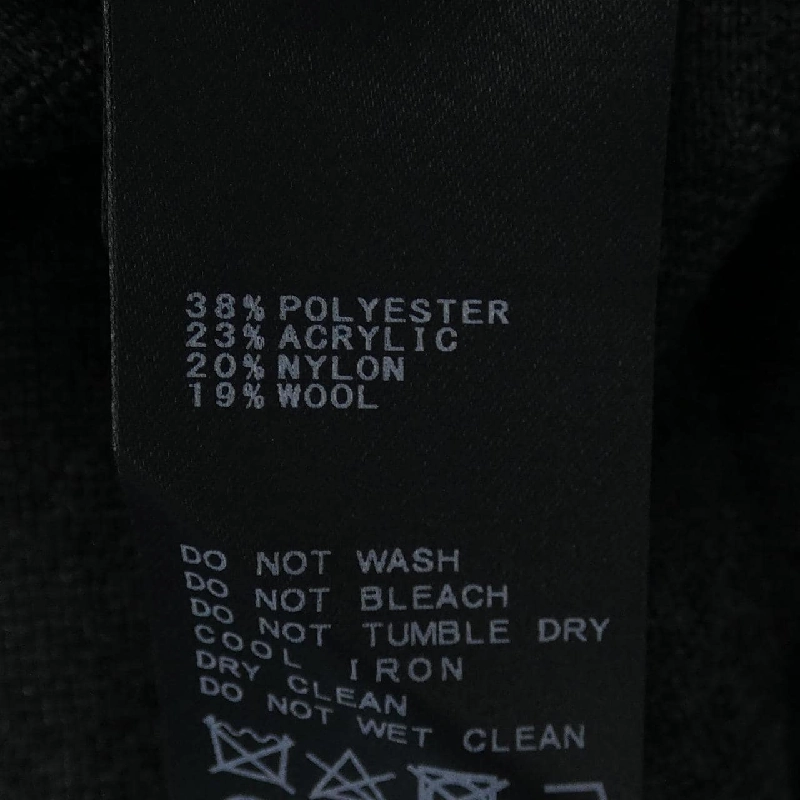 38% POLYESTER
23% ACRYLIC
20% NYLON
19% WOOL
DO NOT WASH
DO NOT BLEACH
DO NOT TUMBLE DRY
COOL IRON
DRY CLEAN
DO NOT WET CLEAN